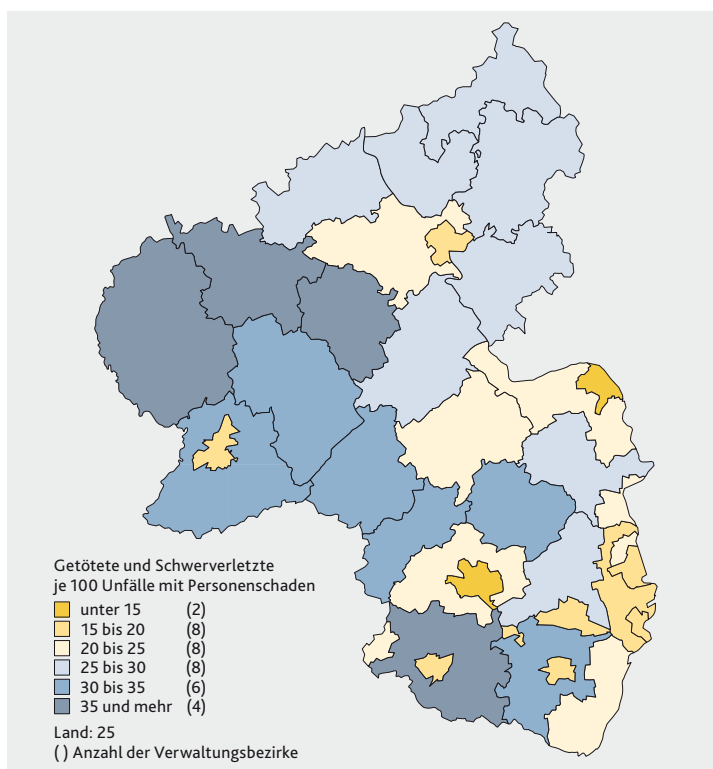 Getötete und Schwerverletzte
je 100 Unfälle mit Personenschaden
unter 15 (2)
15 bis 20 (8)
20 bis 25 (8)
25 bis 30 (8)
30 bis 35 (6)
35 und mehr (4)
Land: 25
( ) Anzahl der Verwaltungsbezirke